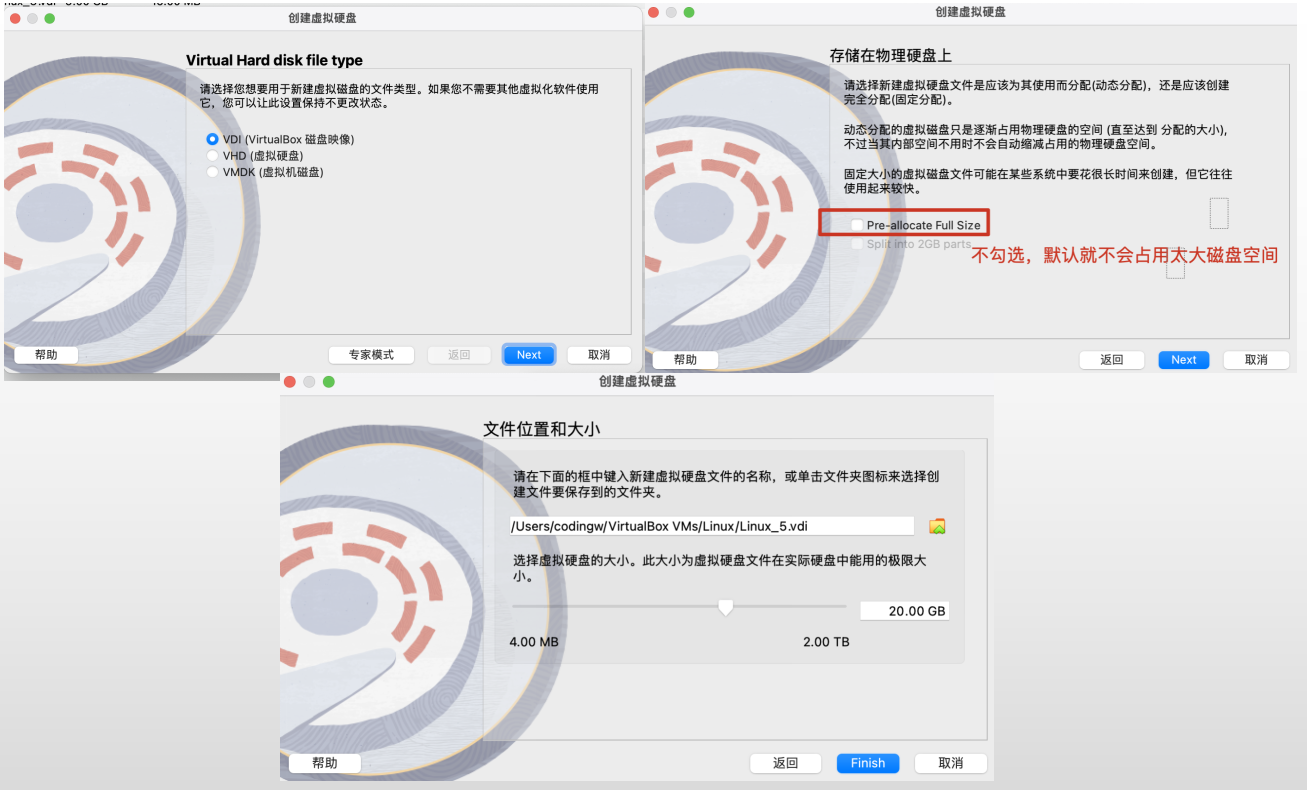 创建虚拟硬盘
Virtual Hard disk file type
请选择您想要用于新建虚拟磁盘的文件类型。如果您不需要其他虚拟化软件使用
它，您可以让此设置保持不更改状态。
VDI (VirtualBox 磁盘映像)
VHD (虚拟硬盘)
VMDK (虚拟机磁盘)
帮助
专家模式
返回
Next
取消
创建虚拟硬盘
存储在物理硬盘上
请选择新建虚拟硬盘文件是应该为其使用而分配(动态分配)，还是应该创建
完全分配(固定分配)。
动态分配的虚拟磁盘只是逐渐占用物理硬盘的空间 (直至达到 分配的大小),
不过当其内部空间不用时不会自动缩减占用的物理硬盘空间。
固定大小的虚拟磁盘文件可能在某些系统中要花很长时间来创建，但它往往
使用起来较快。
Pre-allocate Full Size
Split into 2GB parts
不勾选，默认就不会占用太大磁盘空间
帮助
返回
Next
取消
创建虚拟硬盘
文件位置和大小
请在下面的框中键入新建虚拟硬盘文件的名称，或单击文件夹图标来选择创
建文件要保存到的文件夹。
/Users/codingw/VirtualBox VMs/Linux/Linux_5.vdi
选择虚拟硬盘的大小。此大小为虚拟硬盘文件在实际硬盘中能用的极限大
小。
20.00 GB
4.00 MB
2.00 TB
帮助
返回
Finish
取消